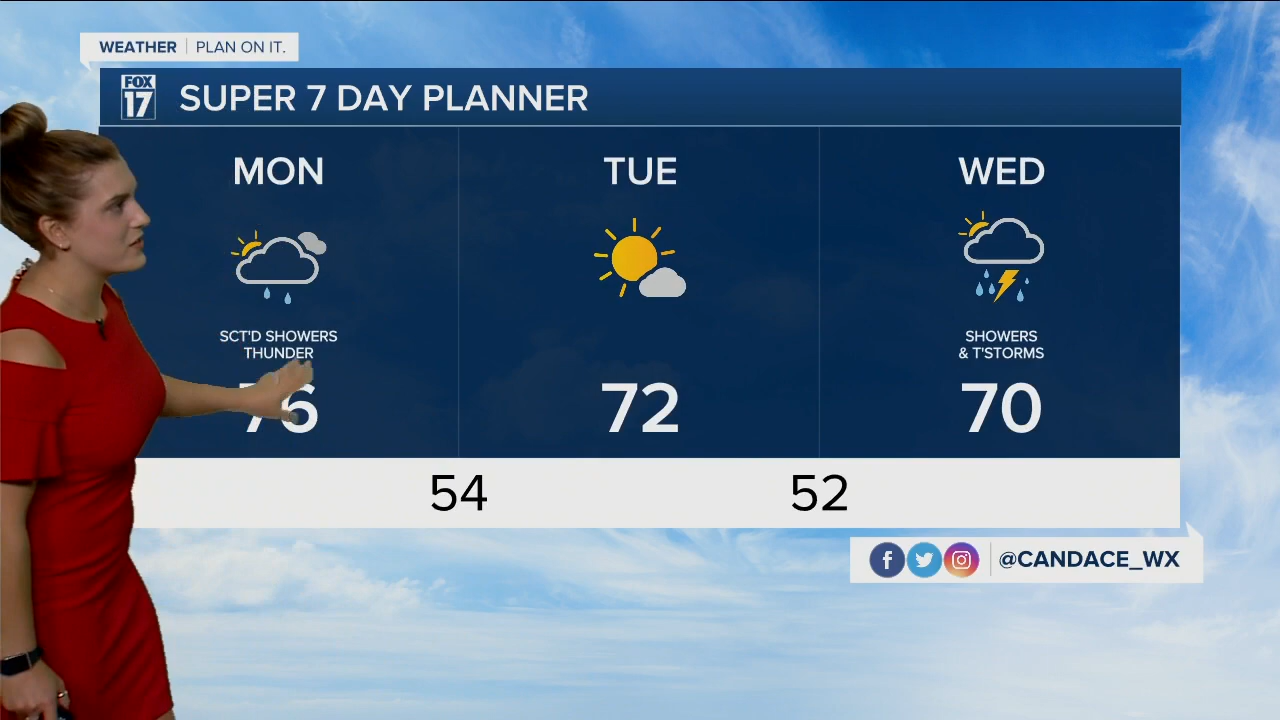 WEATHER | PLAN ON IT.
FOX
17
SUPER 7 DAY PLANNER
MON
TUE
WED
SCT'D SHOWERS
THUNDER
SHOWERS
& T'STORMS
76
72
70
54
52
@CANDACE_WX